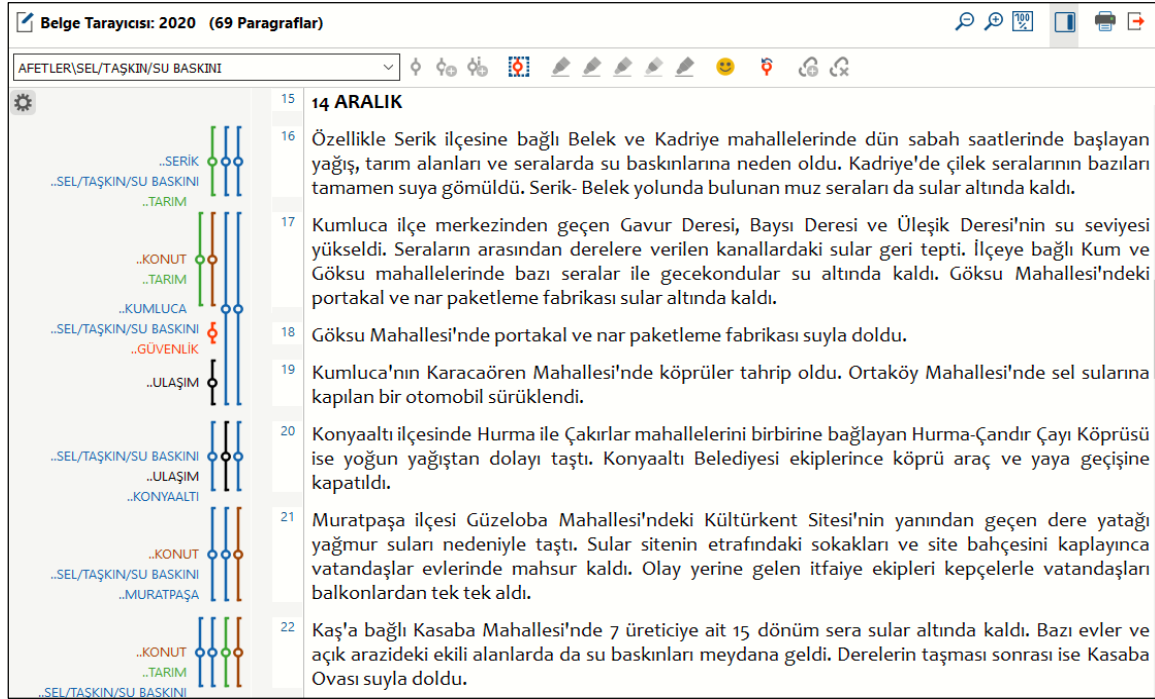 Belge Tarayıcısı: 2020 (69 Paragraflar)
100 %
AFETLER\SEL/TAŞKIN/SU BASKINI
15 14 ARALIK
16 Özellikle Serik ilçesine bağlı Belek ve Kadriye mahallelerinde dün sabah saatlerinde başlayan
yağış, tarım alanları ve seralarda su baskınlarına neden oldu. Kadriye'de çilek seralarının bazıları
tamamen suya gömüldü. Serik- Belek yolunda bulunan muz seraları da sular altında kaldı.
..SERİK
..SEL/TAŞKIN/SU BASKINI
..TARIM
17 Kumluca ilçe merkezinden geçen Gavur Deresi, Baysı Deresi ve Üleşik Deresi'nin su seviyesi
yükseldi. Seraların arasından derelere verilen kanallardaki sular geri tepti. İlçeye bağlı Kum ve
Göksu mahallelerinde bazı seralar ile gecekondular su altında kaldı. Göksu Mahallesi'ndeki
portakal ve nar paketleme fabrikası sular altında kaldı.
..KONUT
..TARIM
..KUMLUCA
..SEL/TAŞKIN/SU BASKINI
..GÜVENLİK
18 Göksu Mahallesi'nde portakal ve nar paketleme fabrikası suyla doldu.
19 Kumluca'nın Karacaören Mahallesi'nde köprüler tahrip oldu. Ortaköy Mahallesi'nde sel sularına
kapılan bir otomobil sürüklendi.
..ULAŞIM
20 Konyaaltı ilçesinde Hurma ile Çakırlar mahallelerini birbirine bağlayan Hurma-Çandır Çayı Köprüsü
ise yoğun yağıştan dolayı taştı. Konyaaltı Belediyesi ekiplerince köprü araç ve yaya geçişine
kapatıldı.
..SEL/TAŞKIN/SU BASKINI
..ULAŞIM
..KONYAALTI
21 Muratpaşa ilçesi Güzeloba Mahallesi'ndeki Kültürkent Sitesi'nin yanından geçen dere yatağı
yağmur suları nedeniyle taştı. Sular sitenin etrafındaki sokakları ve site bahçesini kaplayınca
vatandaşlar evlerinde mahsur kaldı. Olay yerine gelen itfaiye ekipleri kepçelerle vatandaşları
balkonlardan tek tek aldı.
..KONUT
..SEL/TAŞKIN/SU BASKINI
..MURATPAŞA
22 Kaş'a bağlı Kasaba Mahallesi'nde 7 üreticiye ait 15 dönüm sera sular altında kaldı. Bazı evler ve
açık arazideki ekili alanlarda da su baskınları meydana geldi. Derelerin taşması sonrası ise Kasaba
Ovası suyla doldu.
..KONUT
..TARIM
..SEL/TAŞKIN/SU BASKINI